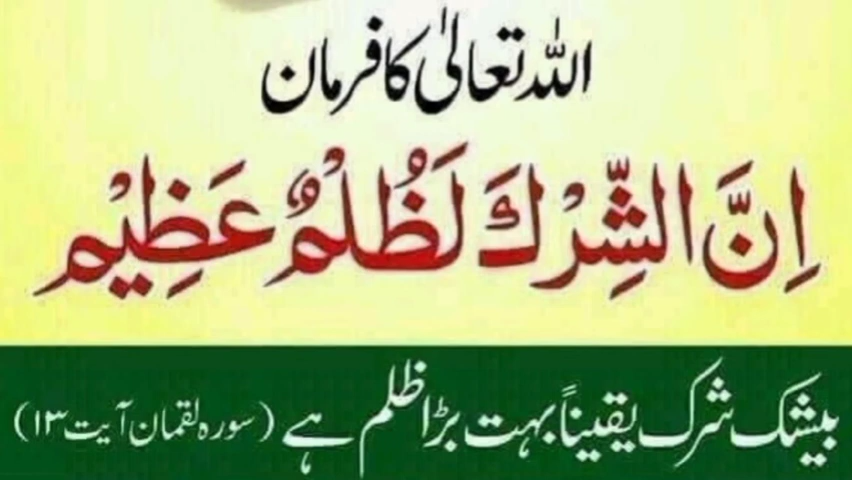 اللہ تعالیٰ کا فرمان
اِنَّ الشِّرْكَ لَظُلْمٌ عَظِیْم
بیشک شرک یقیناً بہت بڑا ظلم ہے (سورہ لقمان آیت ۱۳)